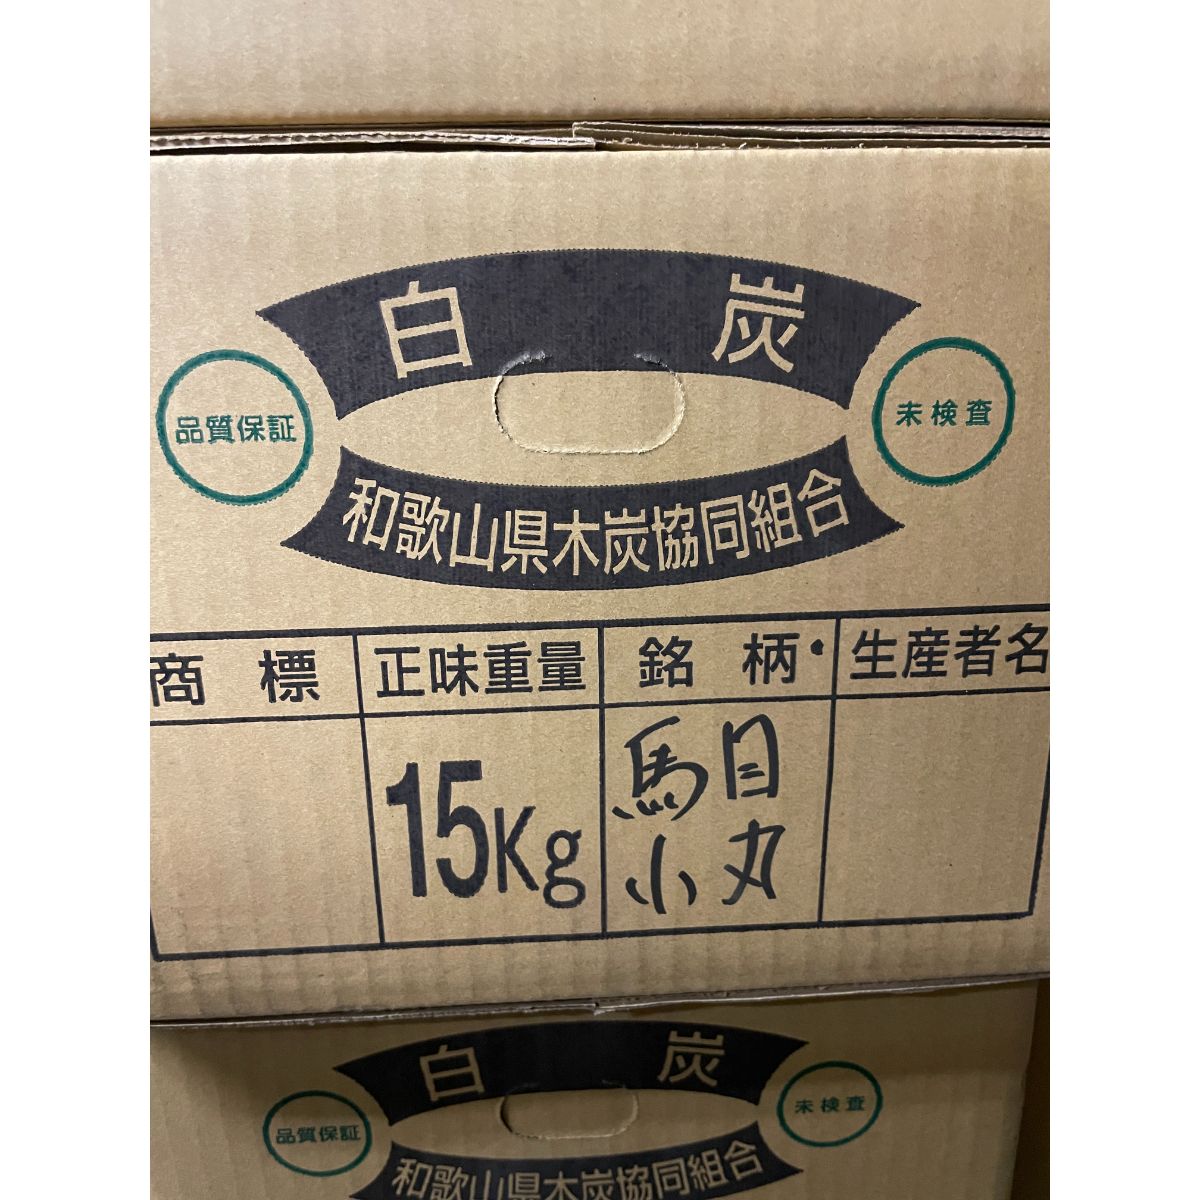 白 炭
品質保証
未検査
和歌山県木炭協同組合
商 標 正味重量 銘 柄 生産者名
15Kg
馬目
小丸
白 炭
品質保証
未検査
和歌山県木炭協同組合